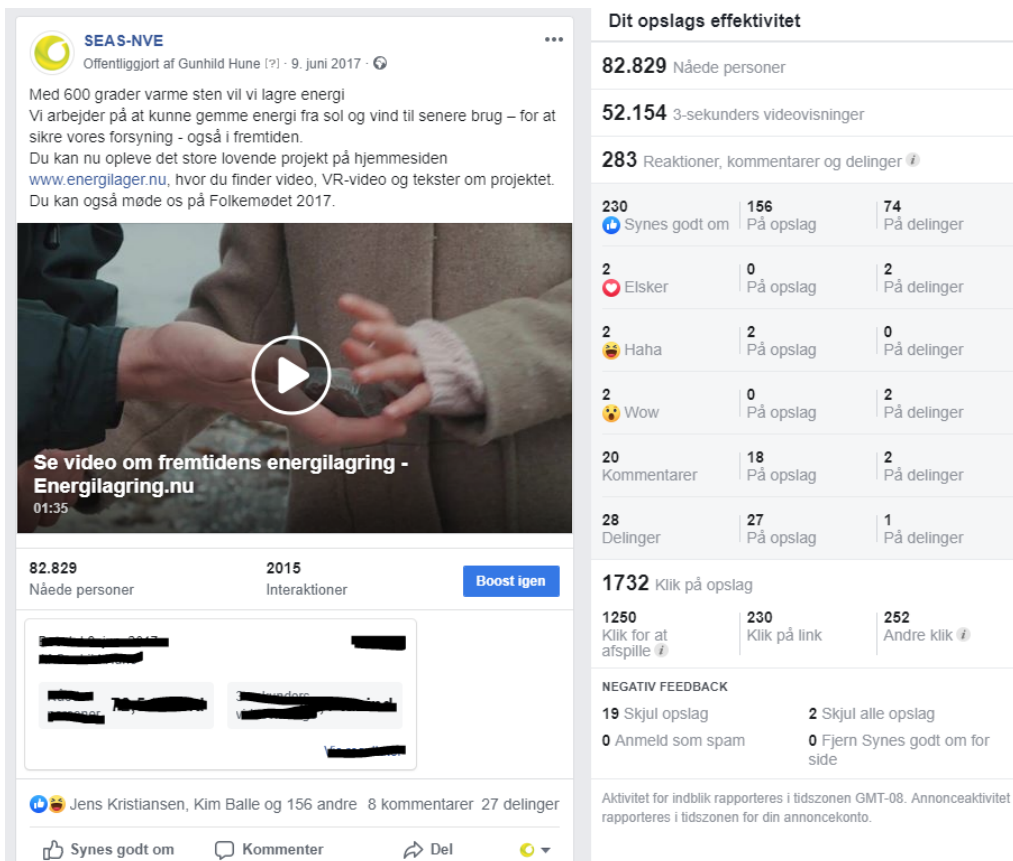 SEAS-NVE
Offentliggjort af Gunhild Hune [?] · 9. juni 2017 ·
Med 600 grader varme sten vil vi lagre energi
Vi arbejder på at kunne gemme energi fra sol og vind til senere brug – for at
sikre vores forsyning - også i fremtiden.
Du kan nu opleve det store lovende projekt på hjemmesiden
www.energilager.nu, hvor du finder video, VR-video og tekster om projektet.
Du kan også møde os på Folkemødet 2017.
Se video om fremtidens energilagring -
Energilagring.nu
01:35
82.829
Nåede personer
2015
Interaktioner
Boost igen
Jens Kristiansen, Kim Balle og 156 andre 8 kommentarer 27 delinger
Synes godt om Kommenter Del
Dit opslags effektivitet
82.829 Nåede personer
52.154 3-sekunders videovisninger
283 Reaktioner, kommentarer og delinger
230 156 74
Synes godt om På opslag På delinger
2 0 2
Elsker På opslag På delinger
2 2 0
Haha På opslag På delinger
2 0 2
Wow På opslag På delinger
20 18 2
Kommentarer På opslag På delinger
28 27 1
Delinger På opslag På delinger
1732 Klik på opslag
1250 230 252
Klik for at Klik på link Andre klik
afspille
NEGATIV FEEDBACK
19 Skjul opslag 2 Skjul alle opslag
0 Anmeld som spam 0 Fjern Synes godt om for
side
Aktivitet for indblik rapporteres i tidszonen GMT-08. Annonceaktivitet
rapporteres i tidszonen for din annoncekonto.